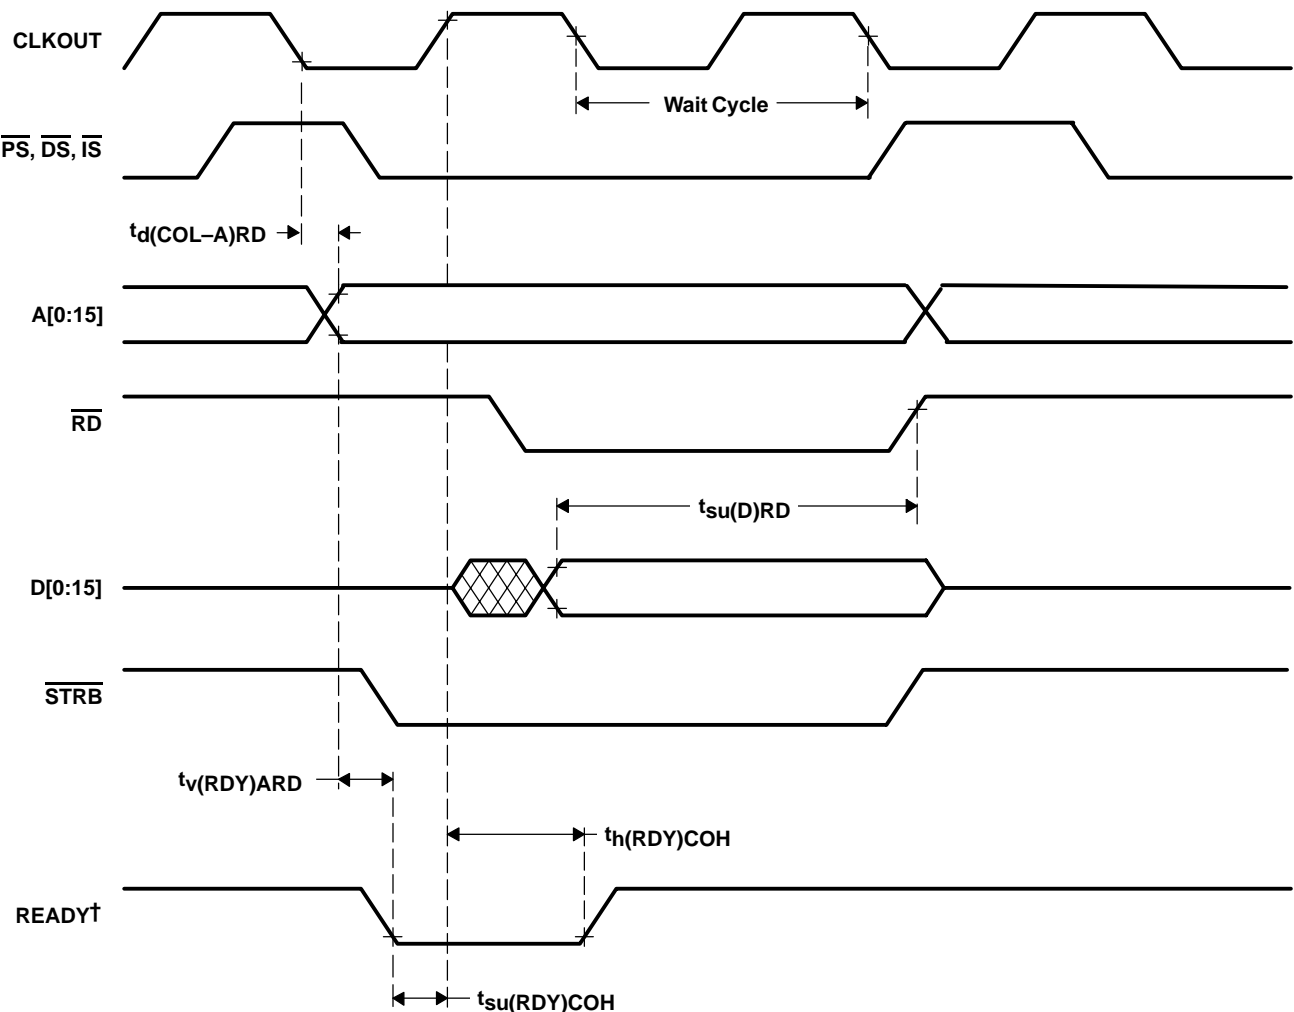 CLKOUT
Wait Cycle
PS, DS, IS
td(COL–A)RD
A[0:15]
RD
tsu(D)RD
D[0:15]
STRB
tv(RDY)ARD
th(RDY)COH
READY†
tsu(RDY)COH